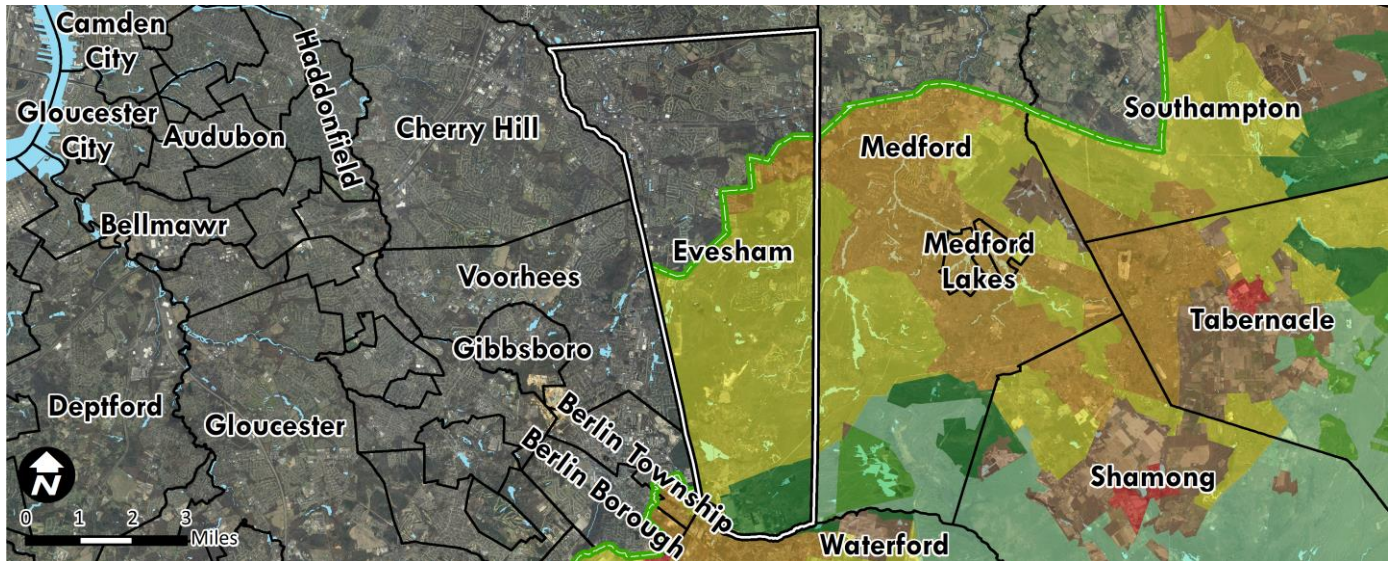 Camden
City
Haddonfield
Gloucester
City
Audubon
Cherry Hill
Southampton
Medford
Bellmawr
Evesham
Medford
Lakes
Voorhees
Tabernacle
Gibbsboro
Deptford
Gloucester
Berlin Township
Berlin Borough
Shamong
Waterford
N
0 1 2 3
Miles